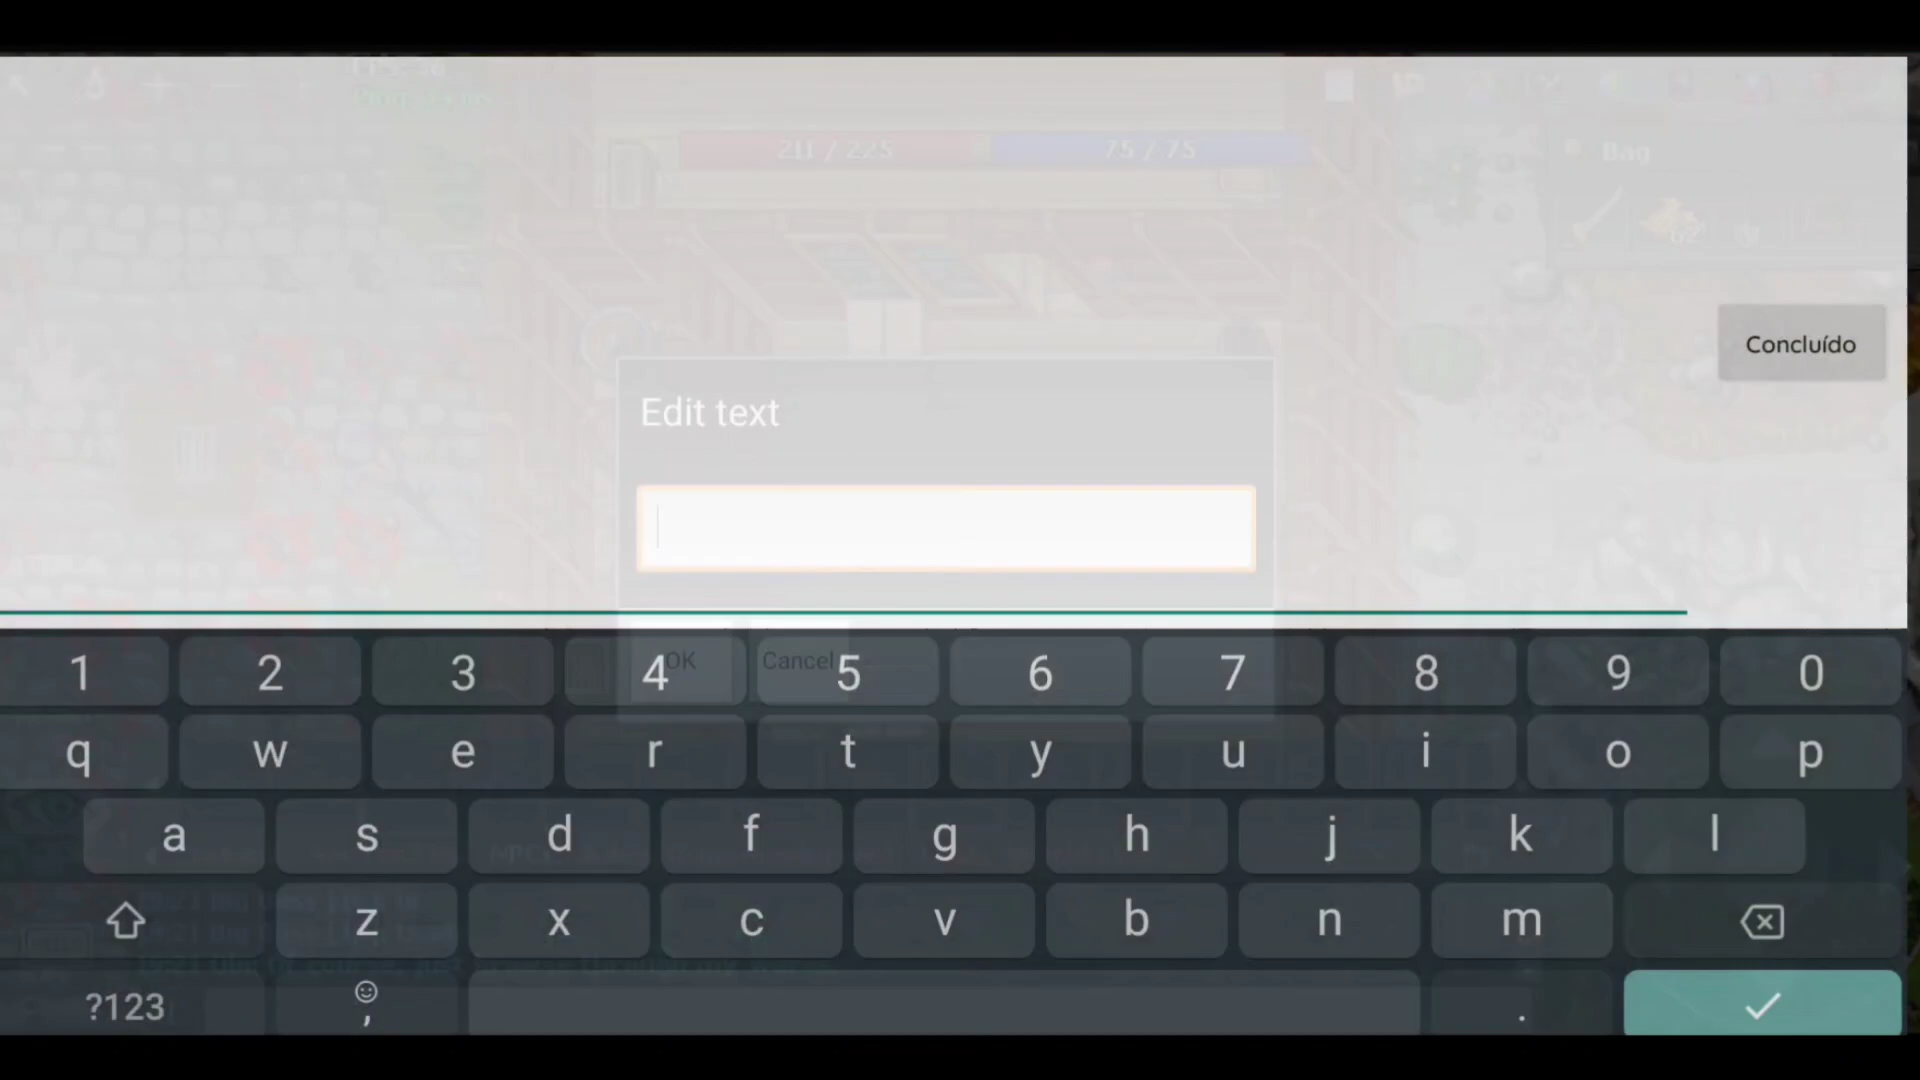 211 / 225
75 / 75
Bag
62
Concluído
Edit text
OK
Cancel
1 2 3 4 5 6 7 8 9 0
q w e r t y u i o p
a s d f g h j k l
z x c v b n m
?123
,
.